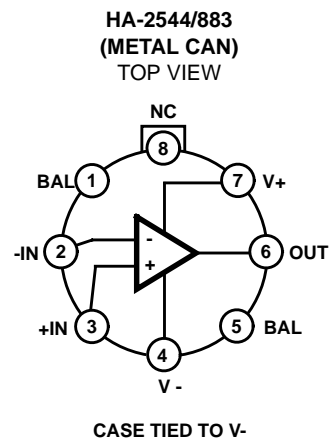 HA-2544/883
(METAL CAN)
TOP VIEW
NC
8
BAL 1
7 V+
-IN 2
-
+
6 OUT
+IN 3
5 BAL
4
V -
CASE TIED TO V-